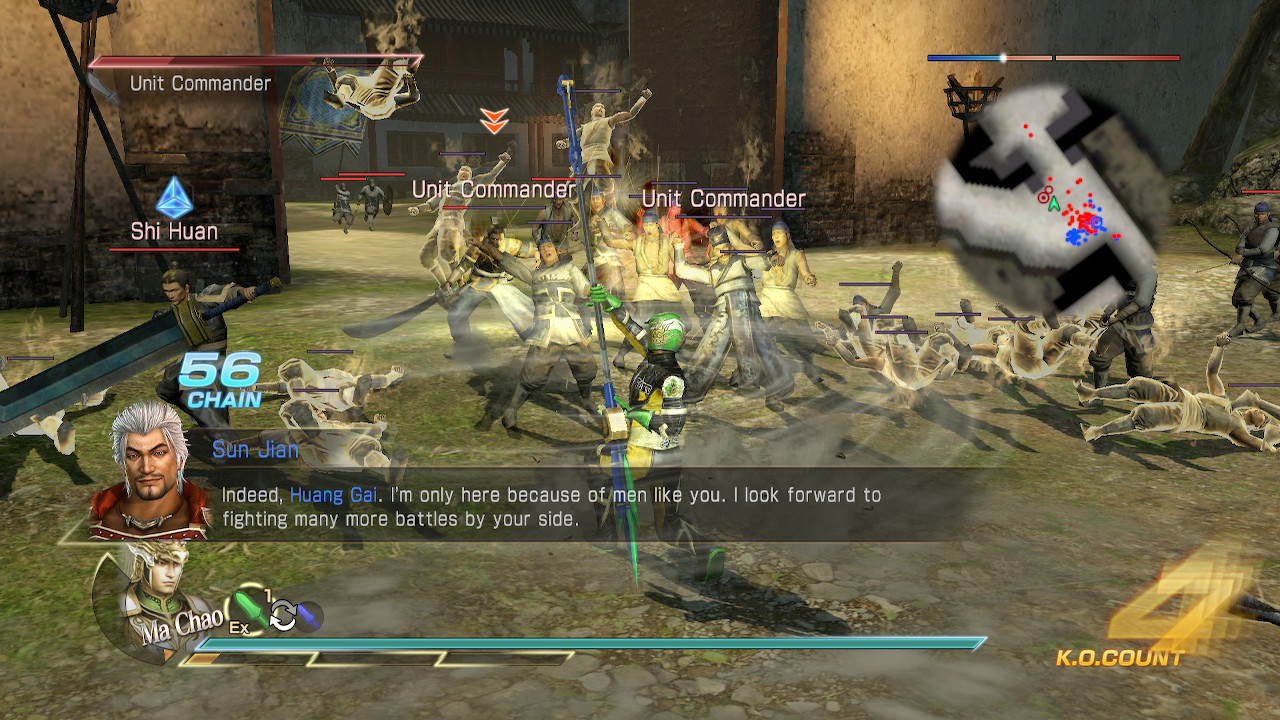 Unit Commander
Unit Commander
Unit Commander
Shi Huan
56
CHAIN
Sun Jian
Indeed, Huang Gai. I'm only here because of men like you. I look forward to
fighting many more battles by your side.
Ma Chao
1
Ex
4
K.O.COUNT